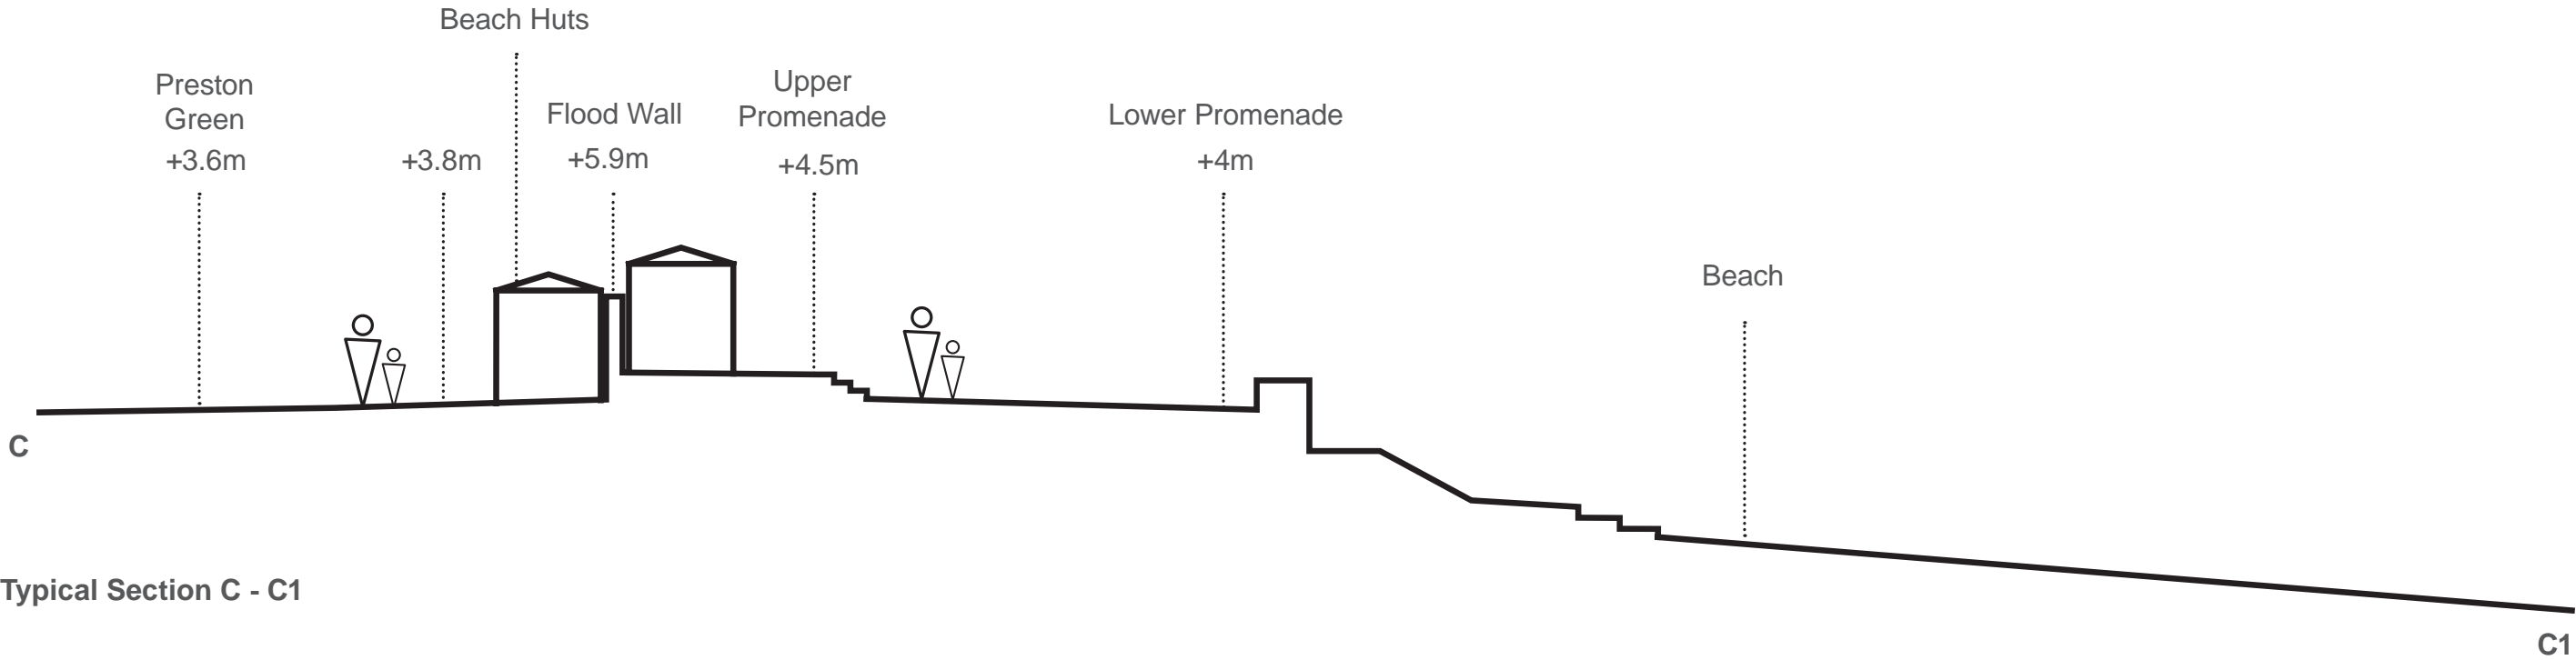 Beach Huts
Preston
Green
+3.6m
+3.8m
Flood Wall
+5.9m
Upper
Promenade
+4.5m
Lower Promenade
+4m
Beach
C
Typical Section C - C1
C1